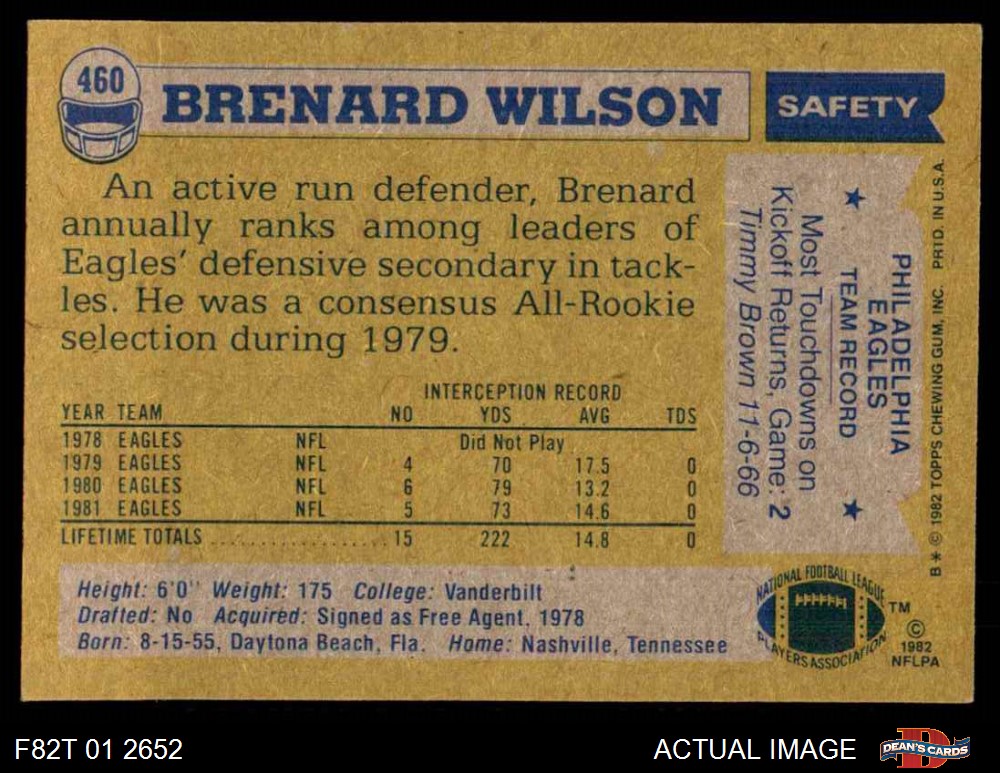 460
BRENARD WILSON
SAFETY
An active run defender, Brenard
annually ranks among leaders of
Eagles' defensive secondary in tack-
les. He was a consensus All-Rookie
selection during 1979.
INTERCEPTION RECORD
YEAR TEAM NO YDS AVG TDS
1978 EAGLES NFL Did Not Play
1979 EAGLES NFL 4 70 17.5 0
1980 EAGLES NFL 6 79 13.2 0
1981 EAGLES NFL 5 73 14.6 0
LIFETIME TOTALS ................... 15 222 14.8 0
Height: 6'0" Weight: 175 College: Vanderbilt
Drafted: No Acquired: Signed as Free Agent, 1978
Born: 8-15-55, Daytona Beach, Fla. Home: Nashville, Tennessee
PHILADELPHIA
EAGLES
★ TEAM RECORD ★
Most Touchdowns on
Kickoff Returns, Game: 2
Timmy Brown 11-6-66
B * © 1982 TOPPS CHEWING GUM, INC. PRTD. IN U.S.A.
NATIONAL FOOTBALL LEAGUE
PLAYERS ASSOCIATION
TM
©
1982
NFLPA
F82T 01 2652
ACTUAL IMAGE
DEAN'S CARDS